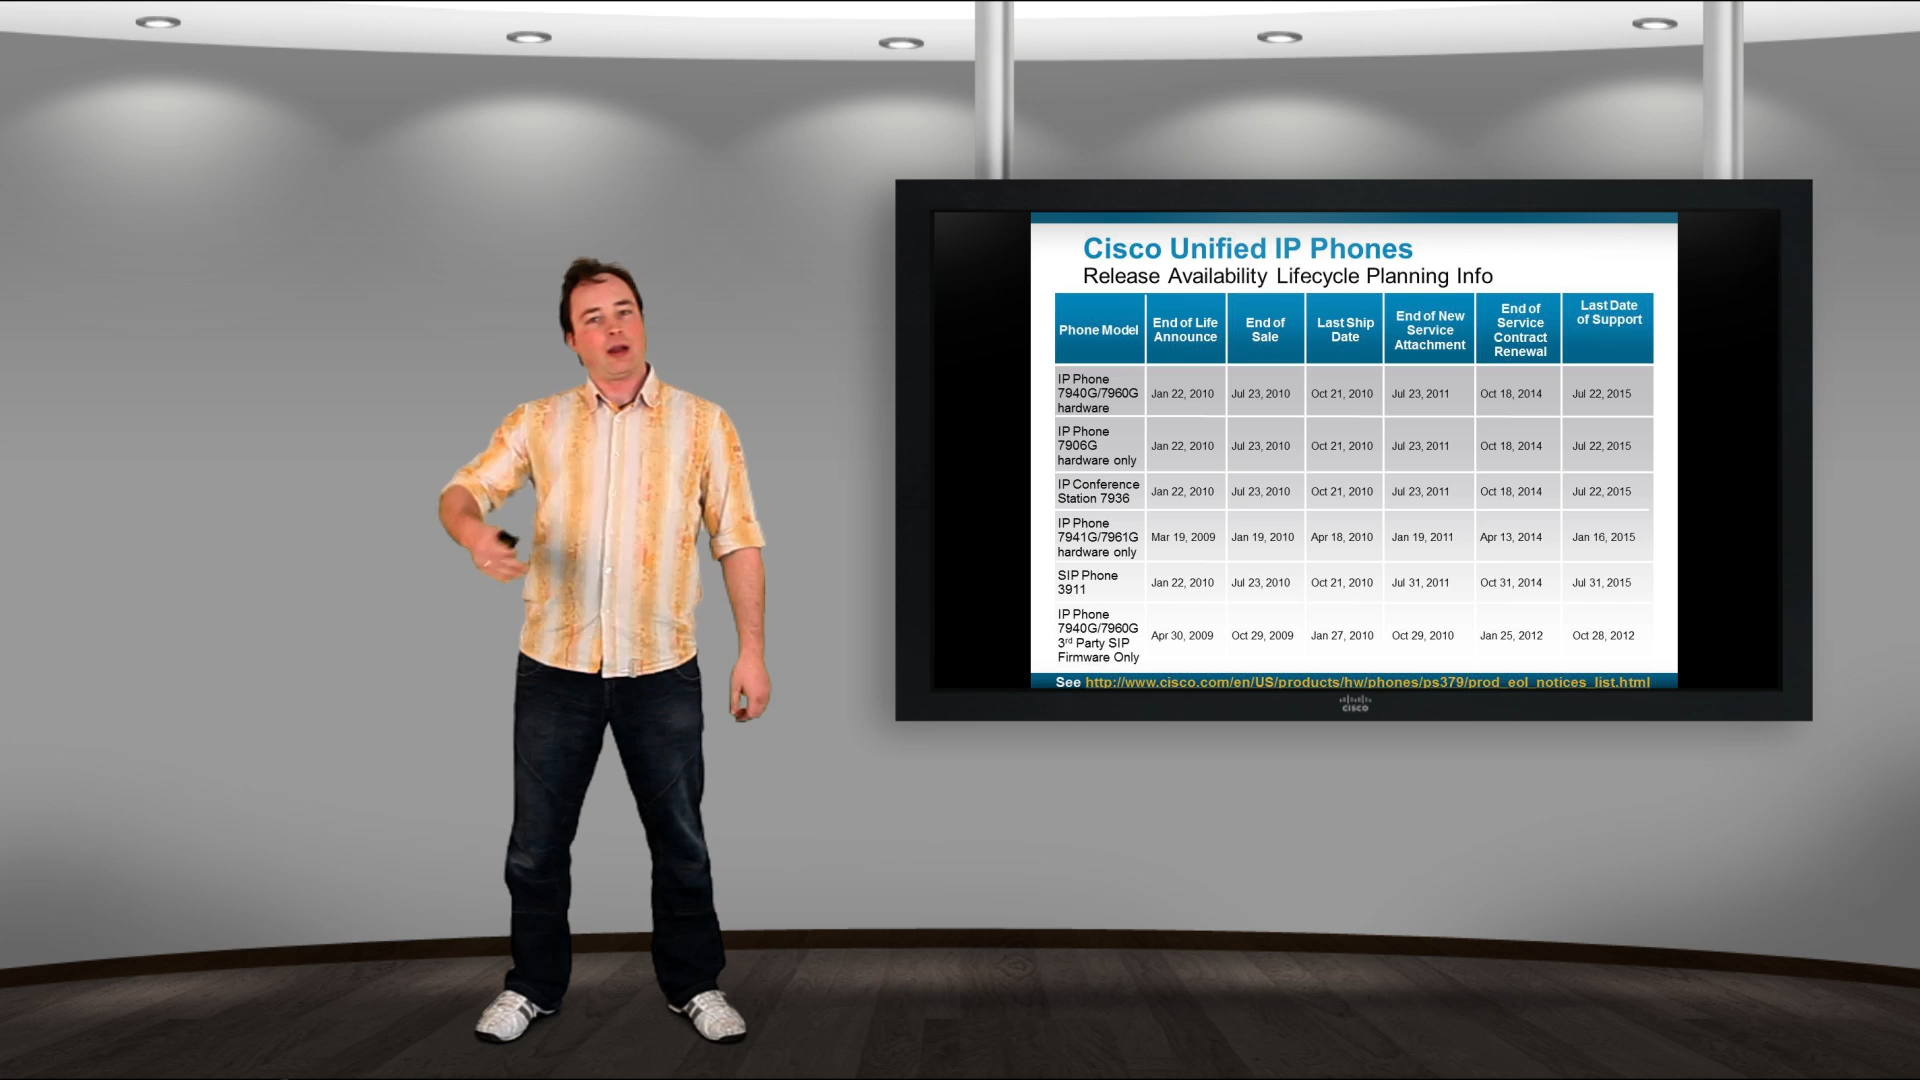 Cisco Unified IP Phones
Release Availability Lifecycle Planning Info
Phone Model
End of Life
Announce
End of
Sale
Last Ship
Date
End of New
Service
Attachment
End of
Service
Contract
Renewal
Last Date
of Support
IP Phone
7940G/7960G
hardware
Jan 22, 2010
Jul 23, 2010
Oct 21, 2010
Jul 23, 2011
Oct 18, 2014
Jul 22, 2015
IP Phone
7906G
hardware only
Jan 22, 2010
Jul 23, 2010
Oct 21, 2010
Jul 23, 2011
Oct 18, 2014
Jul 22, 2015
IP Conference
Station 7936
Jan 22, 2010
Jul 23, 2010
Oct 21, 2010
Jul 23, 2011
Oct 18, 2014
Jul 22, 2015
IP Phone
7941G/7961G
hardware only
Mar 19, 2009
Jan 19, 2010
Apr 18, 2010
Jan 19, 2011
Apr 13, 2014
Jan 16, 2015
SIP Phone
3911
Jan 22, 2010
Jul 23, 2010
Oct 21, 2010
Jul 31, 2011
Oct 31, 2014
Jul 31, 2015
IP Phone
7940G/7960G
3rd Party SIP
Firmware Only
Apr 30, 2009
Oct 29, 2009
Jan 27, 2010
Oct 29, 2010
Jan 25, 2012
Oct 28, 2012
See http://www.cisco.com/en/US/products/hw/phones/ps379/prod_eol_notices_list.html
CISCO